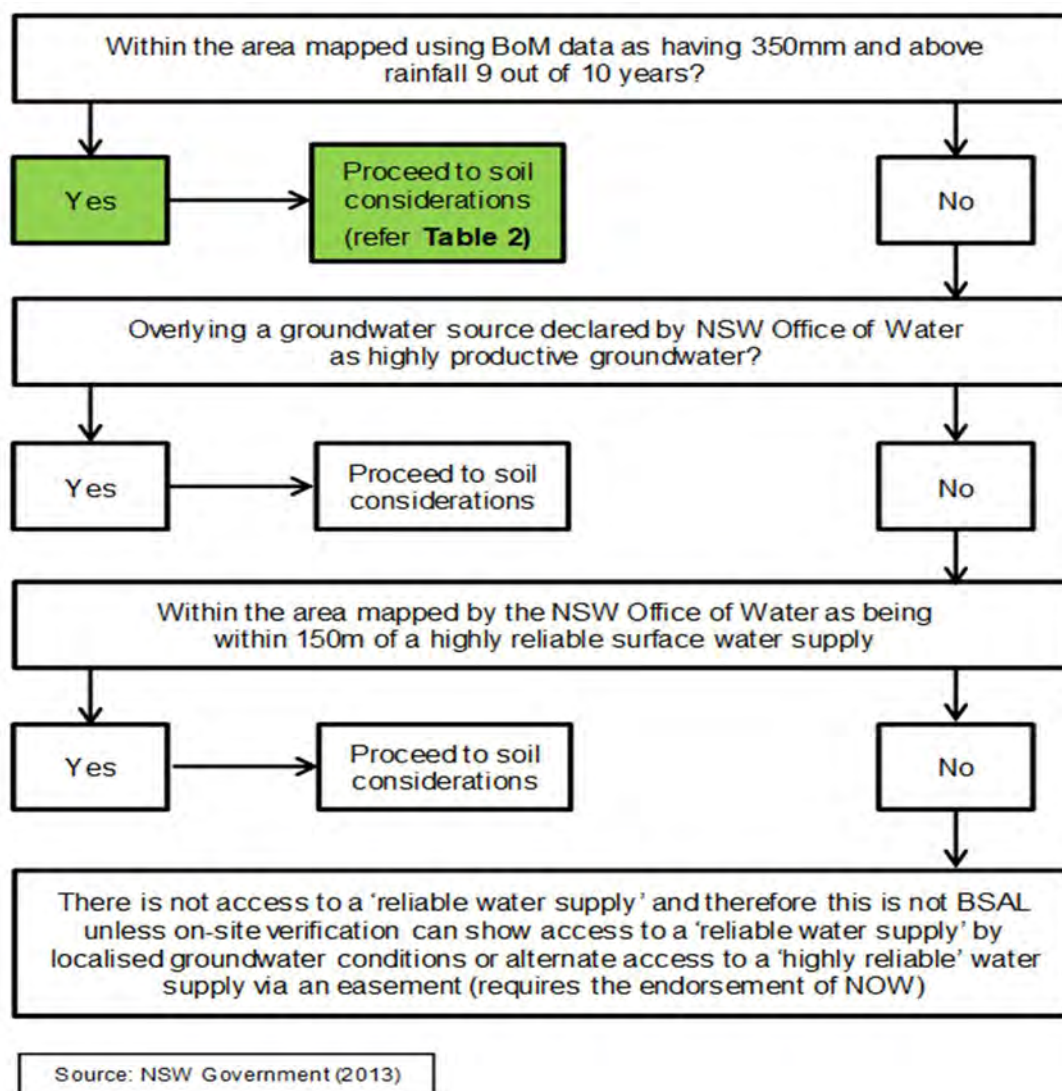 Within the area mapped using BoM data as having 350mm and above
rainfall 9 out of 10 years?
Yes
Proceed to soil
considerations
(refer Table 2)
No
Overlying a groundwater source declared by NSW Office of Water
as highly productive groundwater?
Yes
Proceed to soil
considerations
No
Within the area mapped by the NSW Office of Water as being
within 150m of a highly reliable surface water supply
Yes
Proceed to soil
considerations
No
There is not access to a ‘reliable water supply’ and therefore this is not BSAL
unless on-site verification can show access to a ‘reliable water supply’ by
localised groundwater conditions or alternate access to a ‘highly reliable’ water
supply via an easement (requires the endorsement of NOW)
Source: NSW Government (2013)